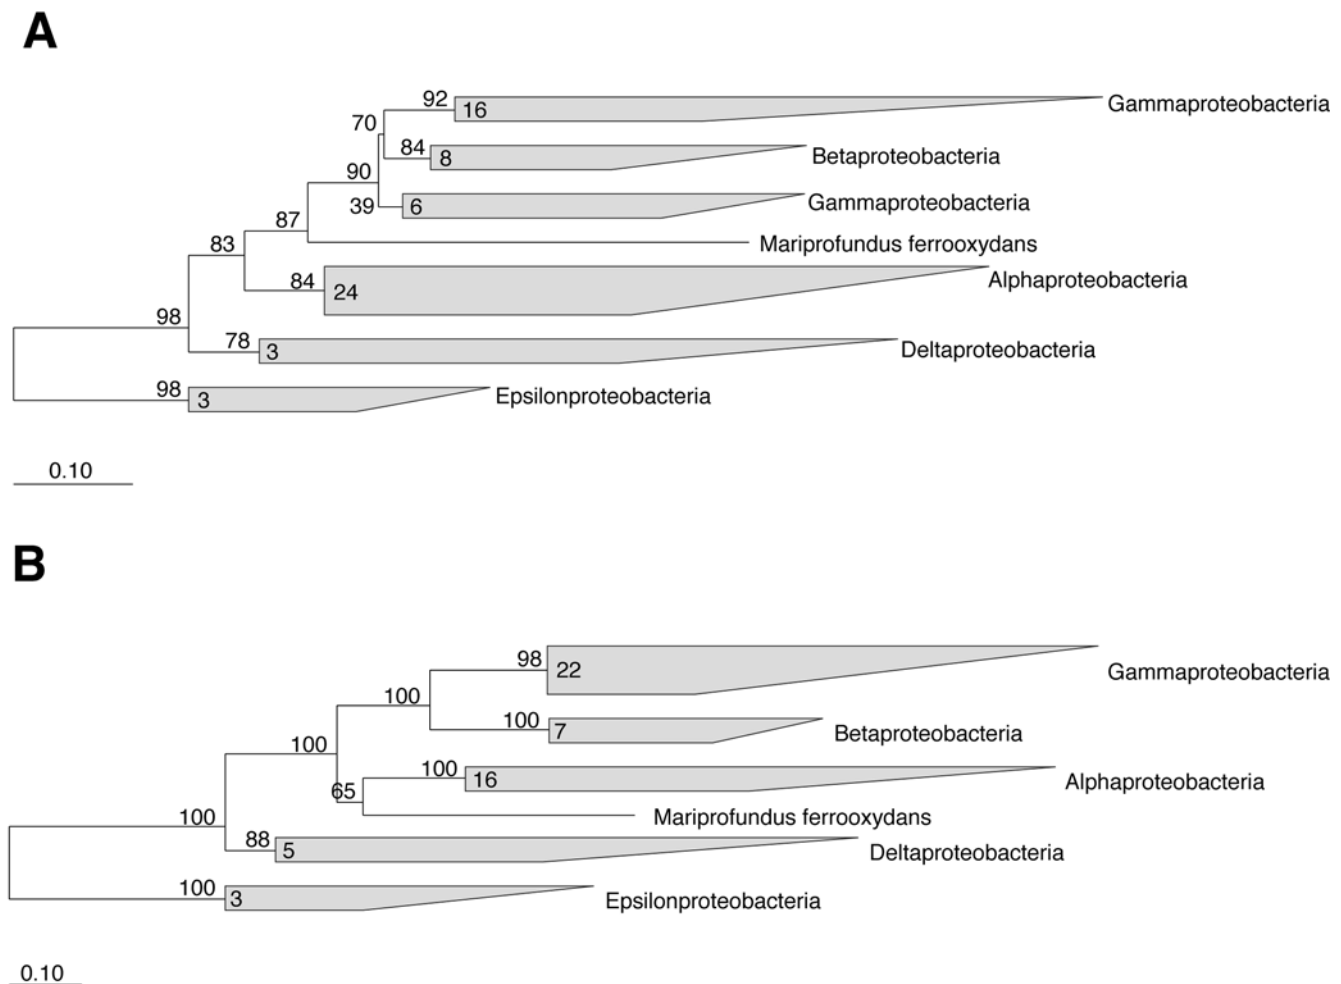 A
92 16 Gammaproteobacteria
70
84 8 Betaproteobacteria
90
39 6 Gammaproteobacteria
87
Mariprofundus ferrooxydans
83
84 24 Alphaproteobacteria
98
78 3 Deltaproteobacteria
98 3 Epsilonproteobacteria
0.10
B
98 22 Gammaproteobacteria
100
100 7 Betaproteobacteria
100
100 16 Alphaproteobacteria
65
Mariprofundus ferrooxydans
100
88 5 Deltaproteobacteria
100 3 Epsilonproteobacteria
0.10